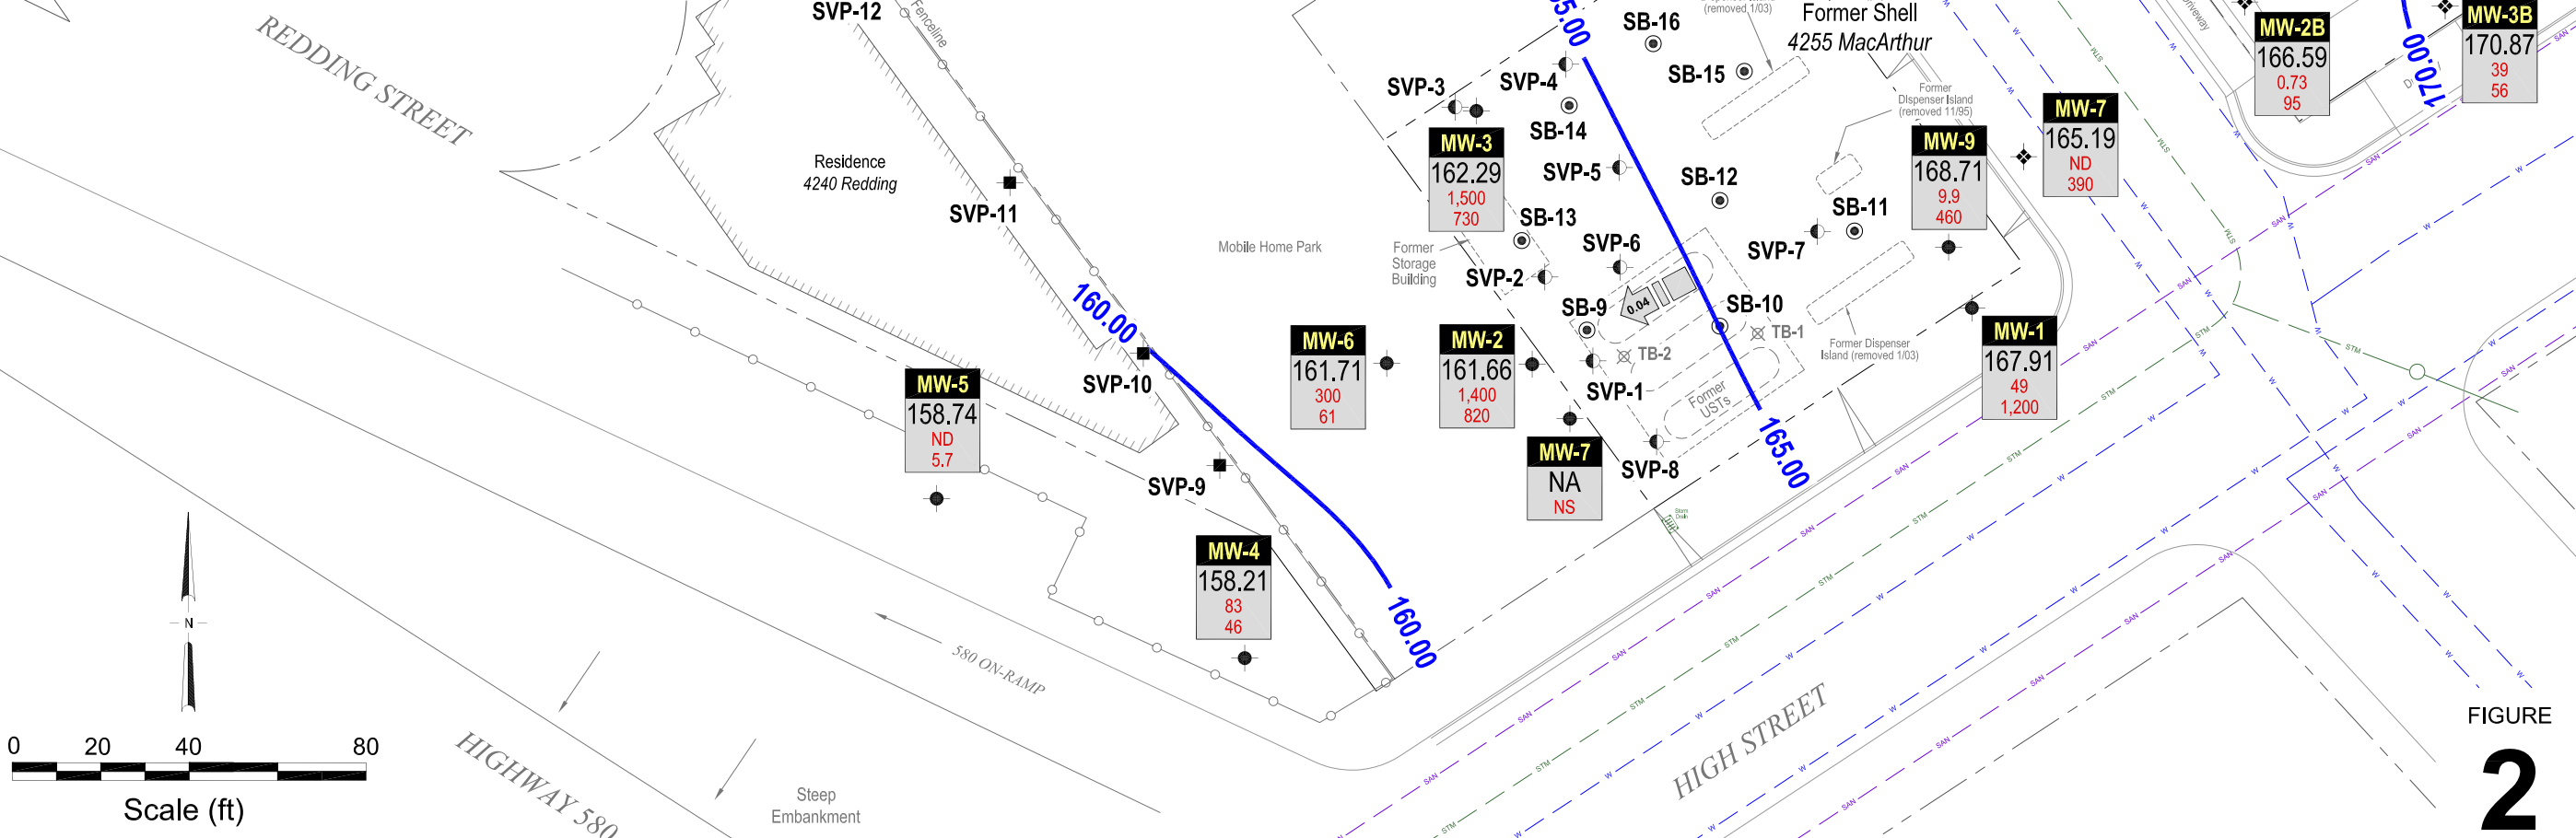 REDDING STREET
SVP-12
Fenceline
Residence
4240 Redding
SVP-11
160.00
SVP-10
SVP-9
MW-5
158.74
ND
5.7
MW-4
158.21
83
46
Mobile Home Park
MW-6
161.71
300
61
MW-2
161.66
1,400
820
MW-7
NA
NS
SVP-3
MW-3
162.29
1,500
730
SVP-4
SB-14
SVP-5
SB-13
Former
Storage
Building
SVP-2
SVP-6
SB-9
0.04
TB-2
SVP-1
SVP-8
Former
USTs
SB-10
TB-1
165.00
SB-16
SB-15
(removed 1/03)
Former Shell
4255 MacArthur
SB-12
SVP-7
SB-11
Former
Dispenser Island
(removed 11/95)
Former Dispenser
Island (removed 1/03)
MW-9
168.71
9.9
460
MW-7
165.19
ND
390
MW-1
167.91
49
1,200
MW-2B
166.59
0.73
95
MW-3B
170.87
39
56
170.00
Driveway
Storm
Drain
160.00
580 ON-RAMP
HIGHWAY 580
Steep
Embankment
HIGH STREET
SAN
STM
W
N
0 20 40 80
Scale (ft)
FIGURE
2